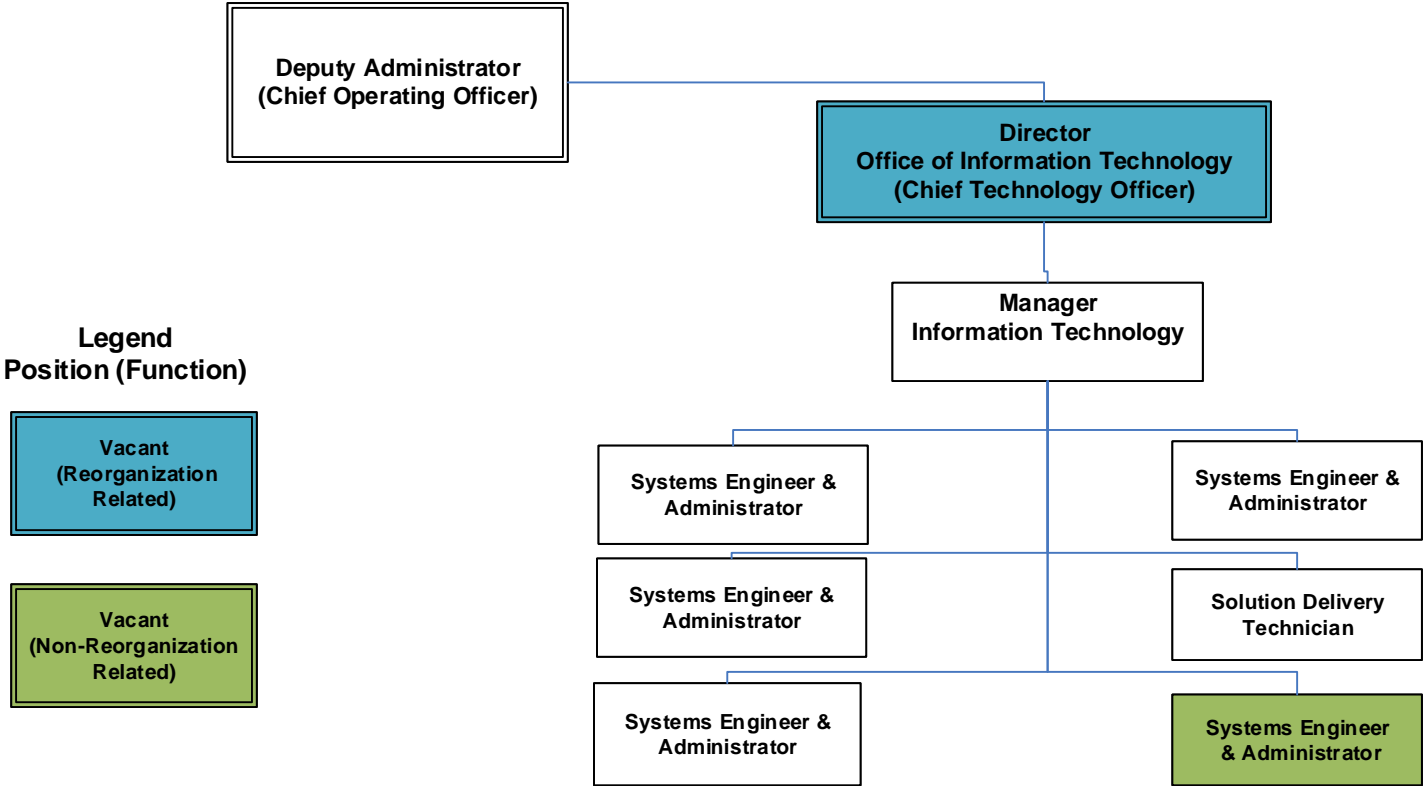 Deputy Administrator
(Chief Operating Officer)
Director
Office of Information Technology
(Chief Technology Officer)
Manager
Information Technology
Legend
Position (Function)
Vacant
(Reorganization
Related)
Vacant
(Non-Reorganization
Related)
Systems Engineer &
Administrator
Systems Engineer &
Administrator
Systems Engineer &
Administrator
Solution Delivery
Technician
Systems Engineer &
Administrator
Systems Engineer
& Administrator